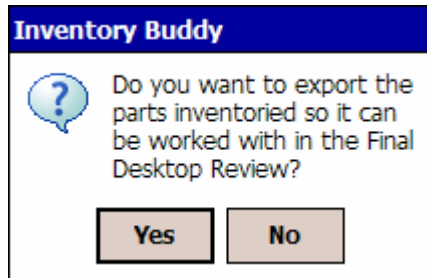 Inventory Buddy
Do you want to export the
parts inventoried so it can
be worked with in the Final
Desktop Review?
Yes No